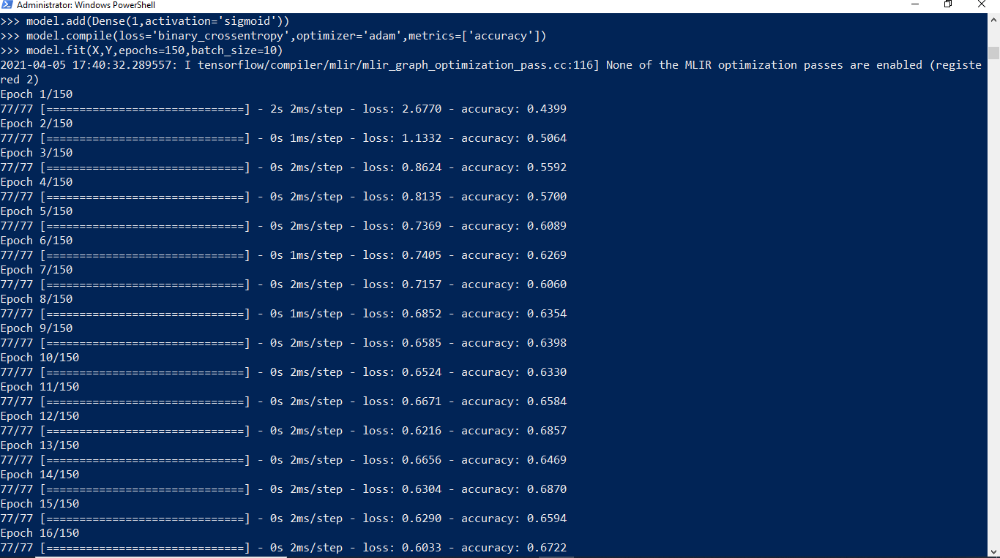 Administrator: Windows PowerShell
>>> model.add(Dense(1,activation='sigmoid'))
>>> model.compile(loss='binary_crossentropy',optimizer='adam',metrics=['accuracy'])
>>> model.fit(X,Y,epochs=150,batch_size=10)
2021-04-05 17:40:32.289557: I tensorflow/compiler/mlir/mlir_graph_optimization_pass.cc:116] None of the MLIR optimization passes are enabled (registe
red 2)
Epoch 1/150
77/77 [==============================] - 2s 2ms/step - loss: 2.6770 - accuracy: 0.4399
Epoch 2/150
77/77 [==============================] - 0s 1ms/step - loss: 1.1332 - accuracy: 0.5064
Epoch 3/150
77/77 [==============================] - 0s 2ms/step - loss: 0.8624 - accuracy: 0.5592
Epoch 4/150
77/77 [==============================] - 0s 2ms/step - loss: 0.8135 - accuracy: 0.5700
Epoch 5/150
77/77 [==============================] - 0s 2ms/step - loss: 0.7369 - accuracy: 0.6089
Epoch 6/150
77/77 [==============================] - 0s 1ms/step - loss: 0.7405 - accuracy: 0.6269
Epoch 7/150
77/77 [==============================] - 0s 2ms/step - loss: 0.7157 - accuracy: 0.6060
Epoch 8/150
77/77 [==============================] - 0s 1ms/step - loss: 0.6852 - accuracy: 0.6354
Epoch 9/150
77/77 [==============================] - 0s 2ms/step - loss: 0.6585 - accuracy: 0.6398
Epoch 10/150
77/77 [==============================] - 0s 2ms/step - loss: 0.6524 - accuracy: 0.6330
Epoch 11/150
77/77 [==============================] - 0s 2ms/step - loss: 0.6671 - accuracy: 0.6584
Epoch 12/150
77/77 [==============================] - 0s 2ms/step - loss: 0.6216 - accuracy: 0.6857
Epoch 13/150
77/77 [==============================] - 0s 2ms/step - loss: 0.6656 - accuracy: 0.6469
Epoch 14/150
77/77 [==============================] - 0s 2ms/step - loss: 0.6304 - accuracy: 0.6870
Epoch 15/150
77/77 [==============================] - 0s 2ms/step - loss: 0.6290 - accuracy: 0.6594
Epoch 16/150
77/77 [==============================] - 0s 2ms/step - loss: 0.6033 - accuracy: 0.6722